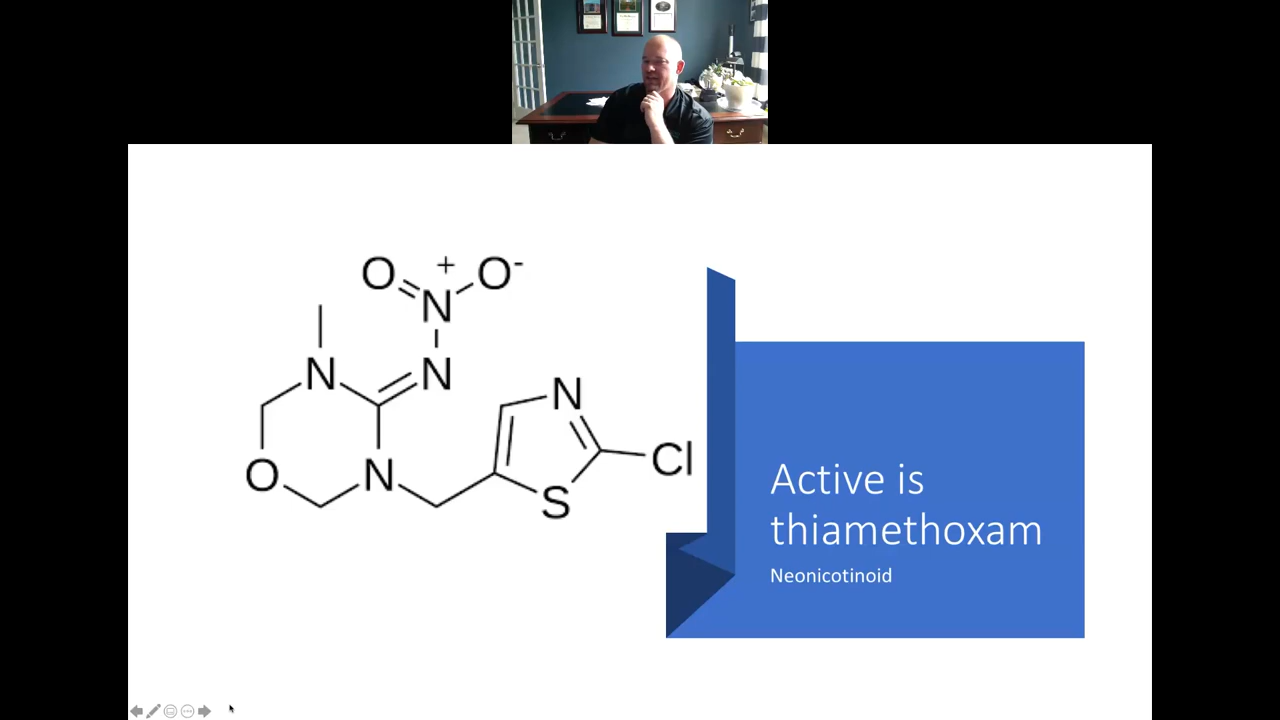 O + O-
N
N N
N
O N Cl
S
Active is
thiamethoxam
Neonicotinoid